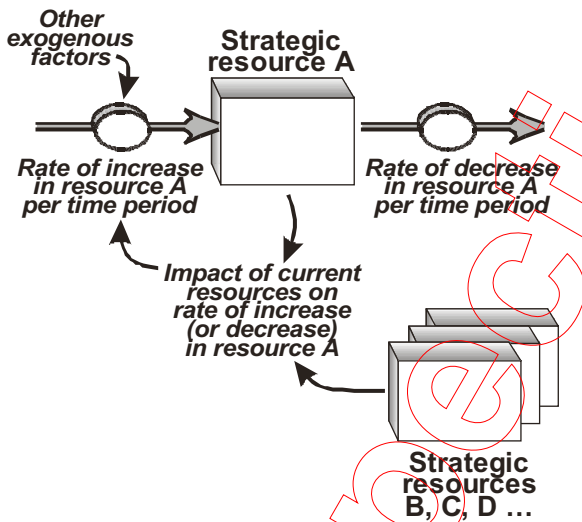 Other
exogenous
factors
Strategic
resource A
Rate of increase
in resource A
per time period
Rate of decrease
in resource A
per time period
Impact of current
resources on
rate of increase
(or decrease)
in resource A
Strategic
resources
B, C, D ...